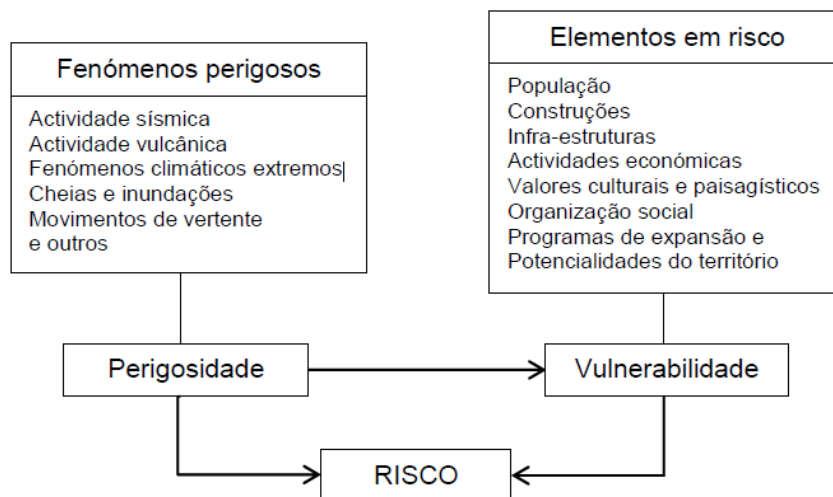 Fenómenos perigosos
Actividade sísmica
Actividade vulcânica
Fenómenos climáticos extremos
Cheias e inundações
Movimentos de vertente
e outros
Elementos em risco
População
Construções
Infra-estruturas
Actividades económicas
Valores culturais e paisagísticos
Organização social
Programas de expansão e
Potencialidades do território
Perigosidade
Vulnerabilidade
RISCO